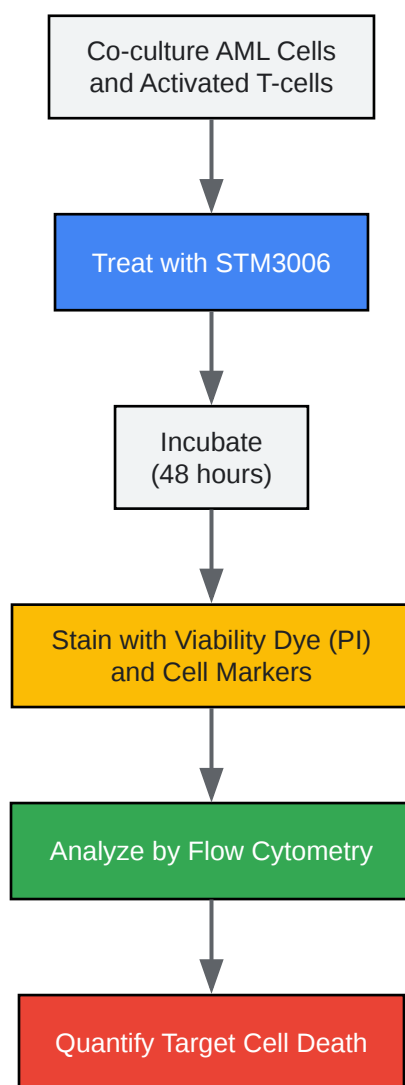 Co-culture AML Cells
and Activated T-cells
Treat with STM3006
Incubate
(48 hours)
Stain with Viability Dye (PI)
and Cell Markers
Analyze by Flow Cytometry
Quantify Target Cell Death